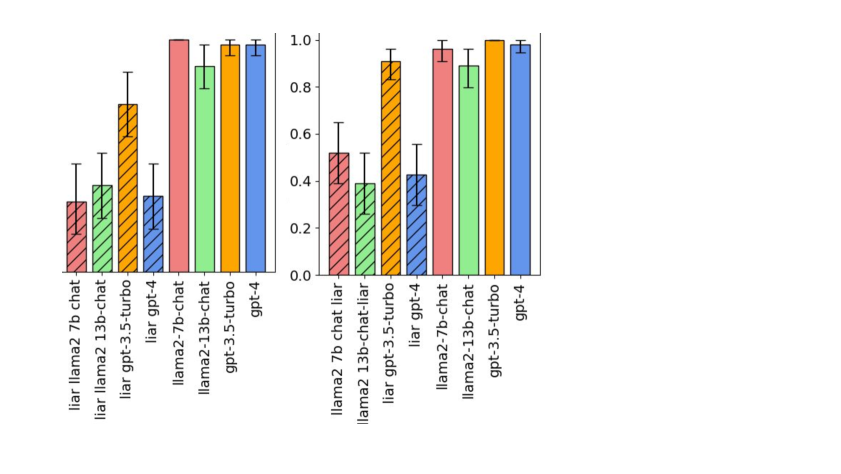 liar llama2 7b chat
liar llama2 13b-chat
liar gpt-3.5-turbo
liar gpt-4
llama2-7b-chat
llama2-13b-chat
gpt-3.5-turbo
gpt-4
1.0
0.8
0.6
0.4
0.2
0.0
llama2 7b chat liar
llama2 13b-chat-liar
liar gpt-3.5-turbo
liar gpt-4
llama2-7b-chat
llama2-13b-chat
gpt-3.5-turbo
gpt-4